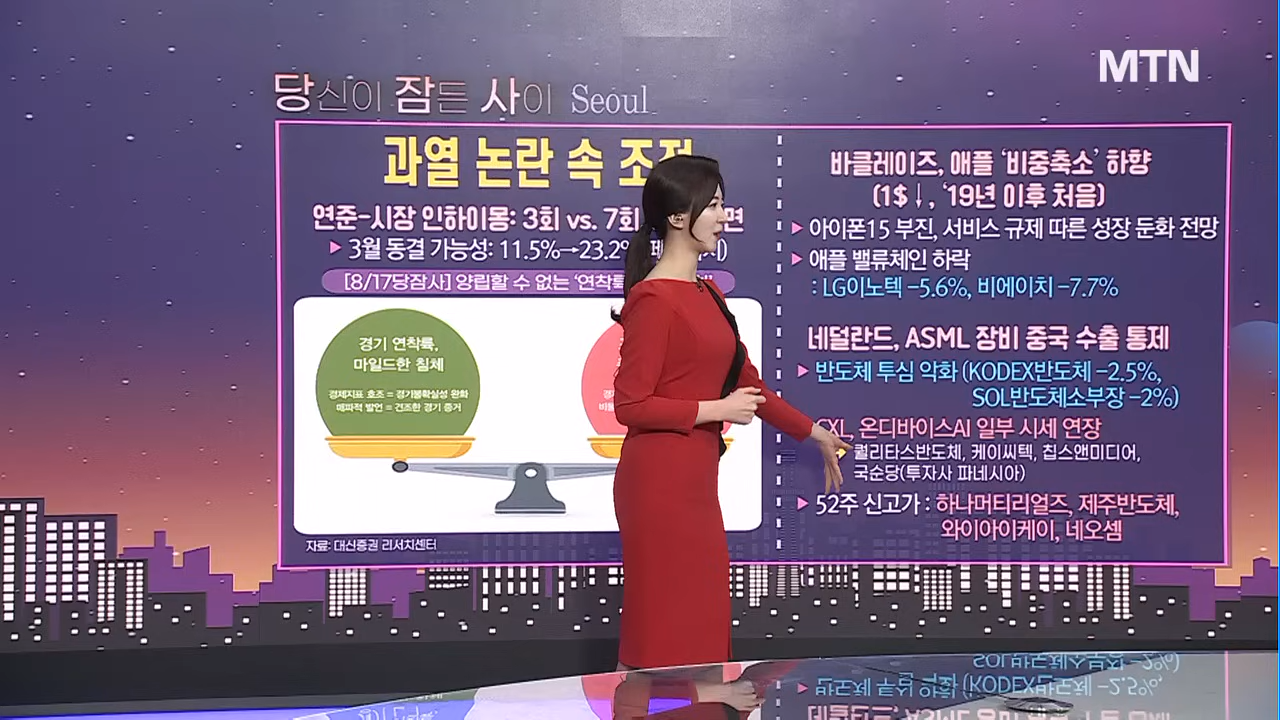 MTN
당신이 잠든 사이 Seoul
과열 논란 속 조정
연준-시장 인하이몽: 3회 vs. 7회 면
▶ 3월 동결 가능성: 11.5%→23.2%
[8/17당잠사] 양립할 수 없는 '연착륙
경기 연착륙,
마일드한 침체
경제지표 호조 = 경기불확실성 완화
매파적 발언 = 견조한 경기 증거
자료: 대신증권 리서치센터
바클레이즈, 애플 '비중축소' 하향
(1$↓, '19년 이후 처음)
▶ 아이폰15 부진, 서비스 규제 따른 성장 둔화 전망
▶ 애플 밸류체인 하락
: LG이노텍 -5.6%, 비에이치 -7.7%
네덜란드, ASML 장비 중국 수출 통제
▶ 반도체 투심 악화 (KODEX반도체 -2.5%,
SOL반도체소부장 -2%)
CXL, 온디바이스AI 일부 시세 연장
퀄리타스반도체, 케이씨텍, 칩스앤미디어,
국순당(투자사 파네시아)
▶ 52주 신고가 : 하나머티리얼즈, 제주반도체,
와이아이케이, 네오셈